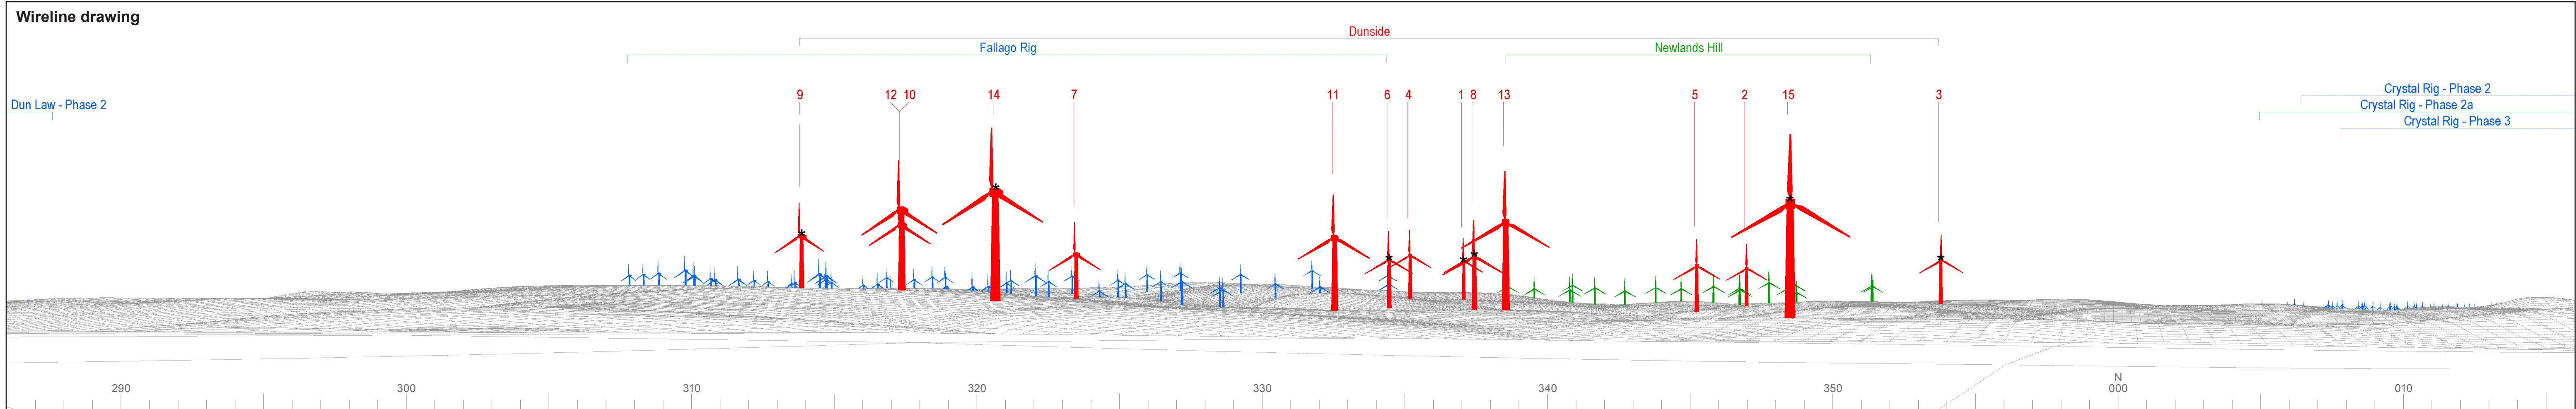 Wireline drawing
Dunside
Fallago Rig
Newlands Hill
Crystal Rig - Phase 2
Dun Law - Phase 2
Crystal Rig - Phase 2a
Crystal Rig - Phase 3
9 12 10 14 7 11 6 4 1 8 13 5 2 15 3
N
290 300 310 320 330 340 350 000 010